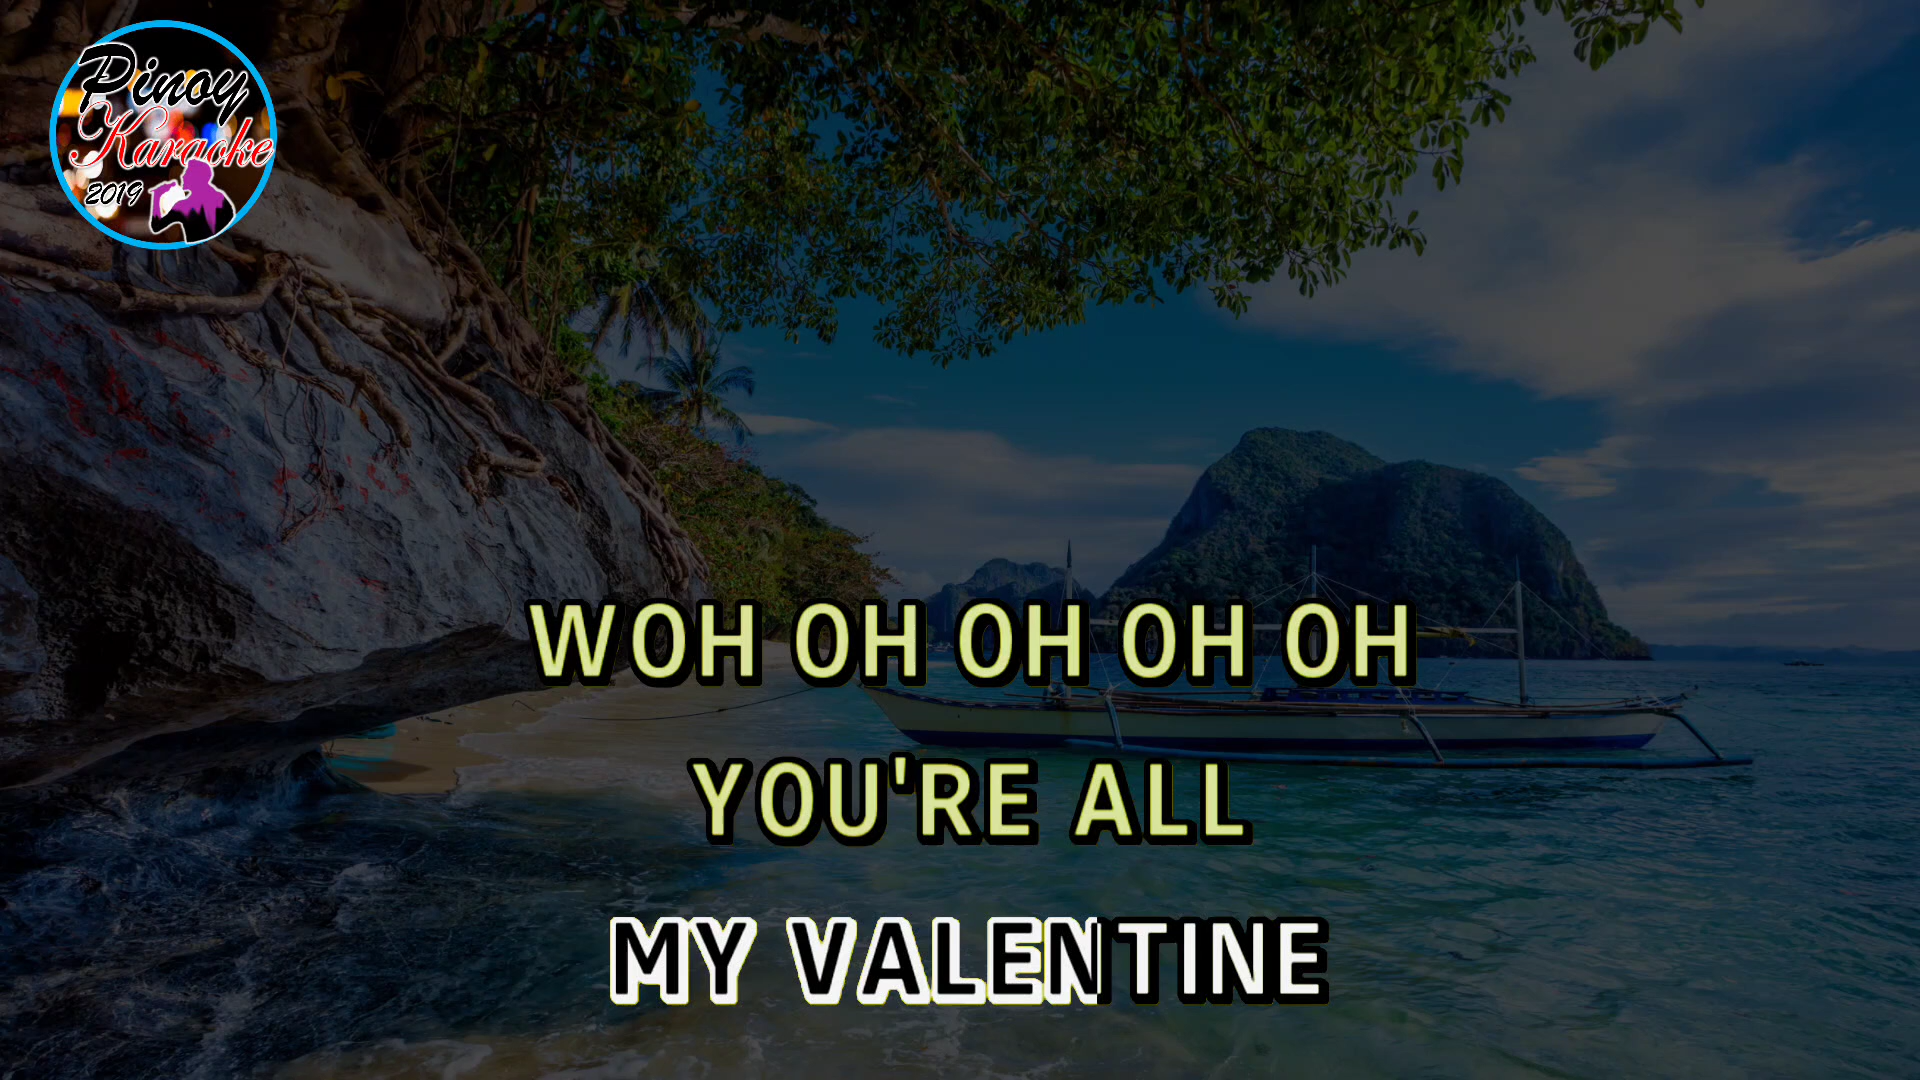 Pinoy
Karaoke
2019
WOH OH OH OH OH
YOU'RE ALL
MY VALENTINE